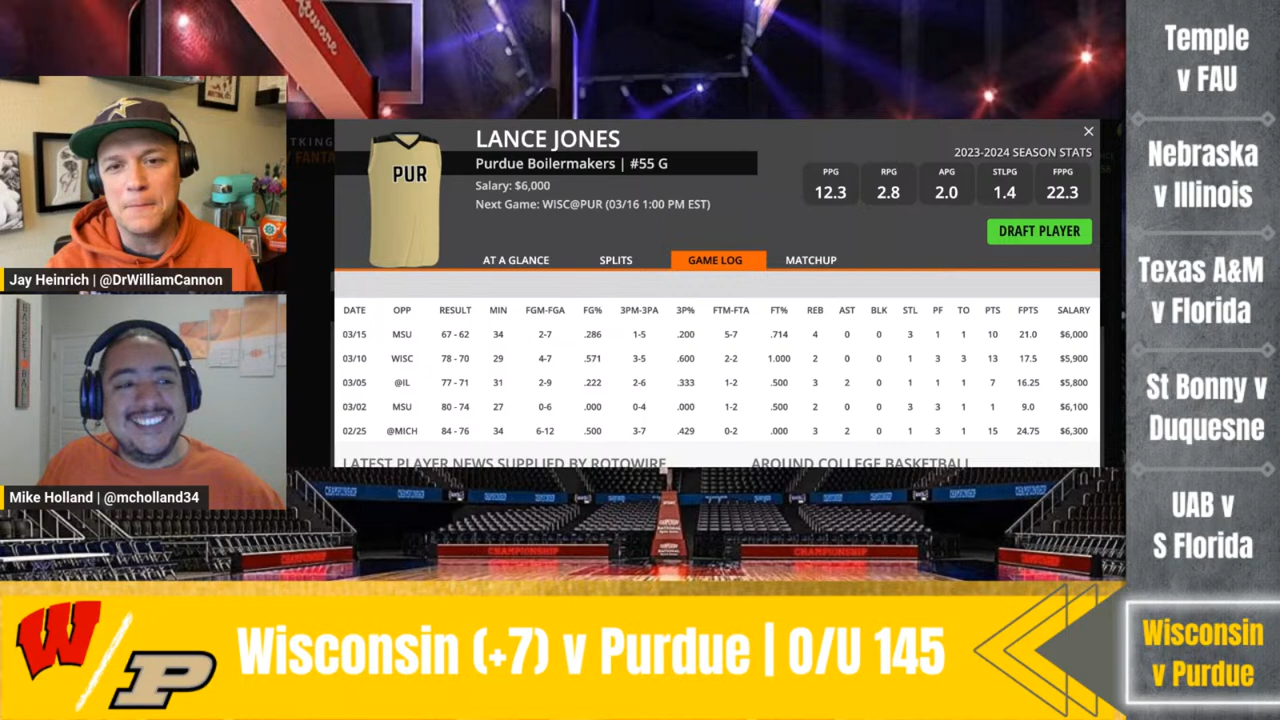 Temple
v FAU
Nebraska
v Illinois
Texas A&M
v Florida
St Bonny v
Duquesne
UAB v
S Florida
Wisconsin
v Purdue
Jay Heinrich | @DrWilliamCannon
Mike Holland | @mcholland34
PUR
LANCE JONES
Purdue Boilermakers | #55 G
Salary: $6,000
Next Game: WISC@PUR (03/16 1:00 PM EST)
2023-2024 SEASON STATS
PPG RPG APG STLPG FPPG
12.3 2.8 2.0 1.4 22.3
DRAFT PLAYER
AT A GLANCE SPLITS GAME LOG MATCHUP
DATE OPP RESULT MIN FGM-FGA FG% 3PM-3PA 3P% FTM-FTA FT% REB AST BLK STL PF TO PTS FPTS SALARY
03/15 MSU 67 - 62 34 2-7 .286 1-5 .200 5-7 .714 4 0 0 3 1 1 10 21.0 $6,000
03/10 WISC 78 - 70 29 4-7 .571 3-5 .600 2-2 1.000 2 0 0 1 3 3 13 17.5 $5,900
03/05 @IL 77 - 71 31 2-9 .222 2-6 .333 1-2 .500 3 2 0 1 1 1 7 16.25 $5,800
03/02 MSU 80 - 74 27 0-6 .000 0-4 .000 1-2 .500 2 0 0 3 3 1 1 9.0 $6,100
02/25 @MICH 84 - 76 34 6-12 .500 3-7 .429 0-2 .000 3 2 0 1 3 1 15 24.75 $6,300
LATEST PLAYER NEWS SUPPLIED BY ROTOWIRE AROUND COLLEGE BASKETBALL
CHAMPIONSHIP
CHAMPIONSHIP
W
P
Wisconsin (+7) v Purdue | O/U 145